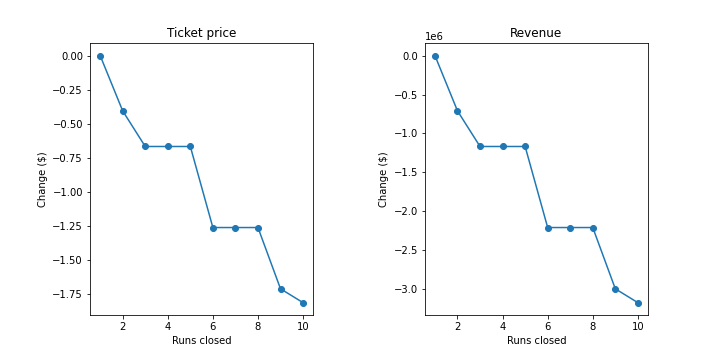 Ticket price
0.00
−0.25
−0.50
−0.75
−1.00
−1.25
−1.50
−1.75
Change ($)
2 4 6 8 10
Runs closed
Revenue
1e6
0.0
−0.5
−1.0
−1.5
−2.0
−2.5
−3.0
Change ($)
2 4 6 8 10
Runs closed